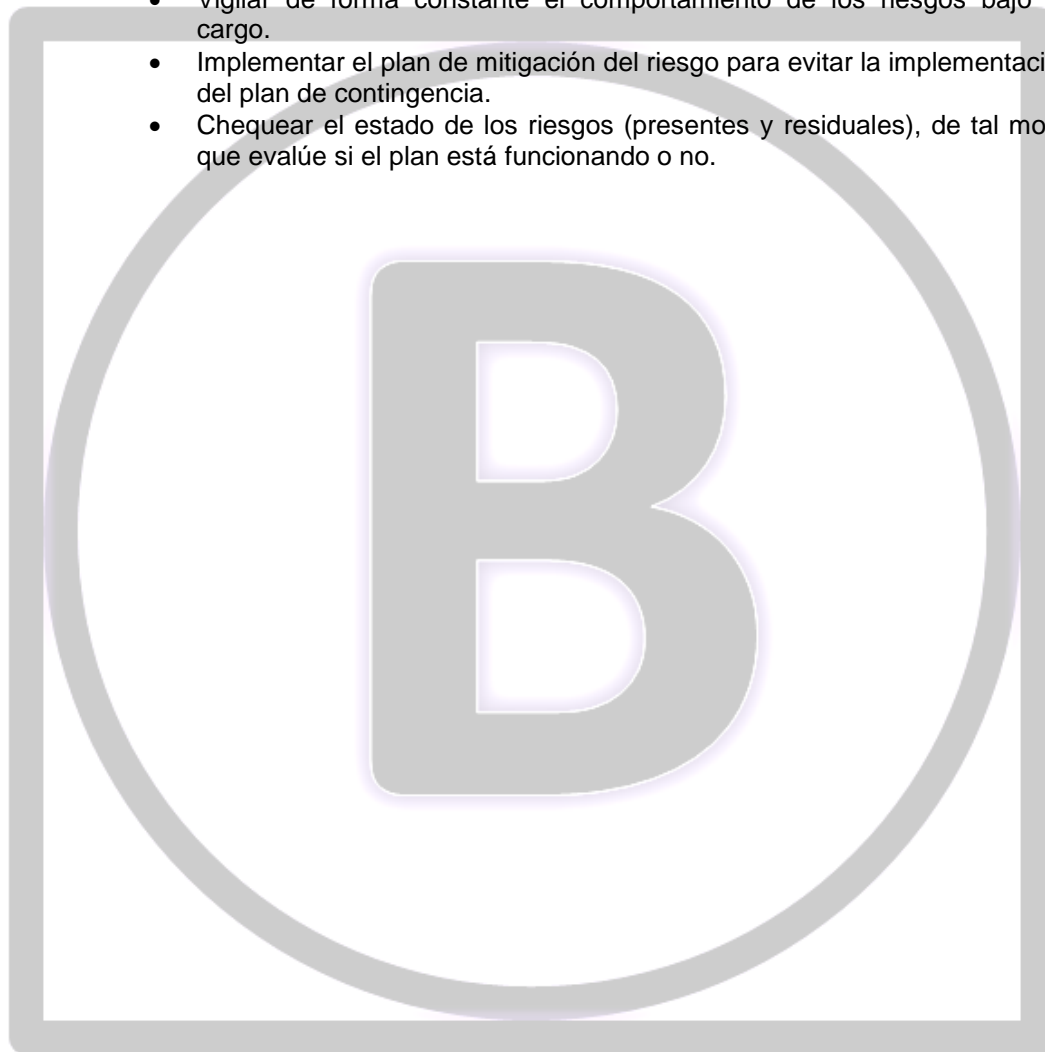 Vigilar de forma constante el comportamiento de los riesgos bajo
cargo.
• Implementar el plan de mitigación del riesgo para evitar la implementaci
del plan de contingencia.
• Chequear el estado de los riesgos (presentes y residuales), de tal mo
que evalúe si el plan está funcionando o no.
B